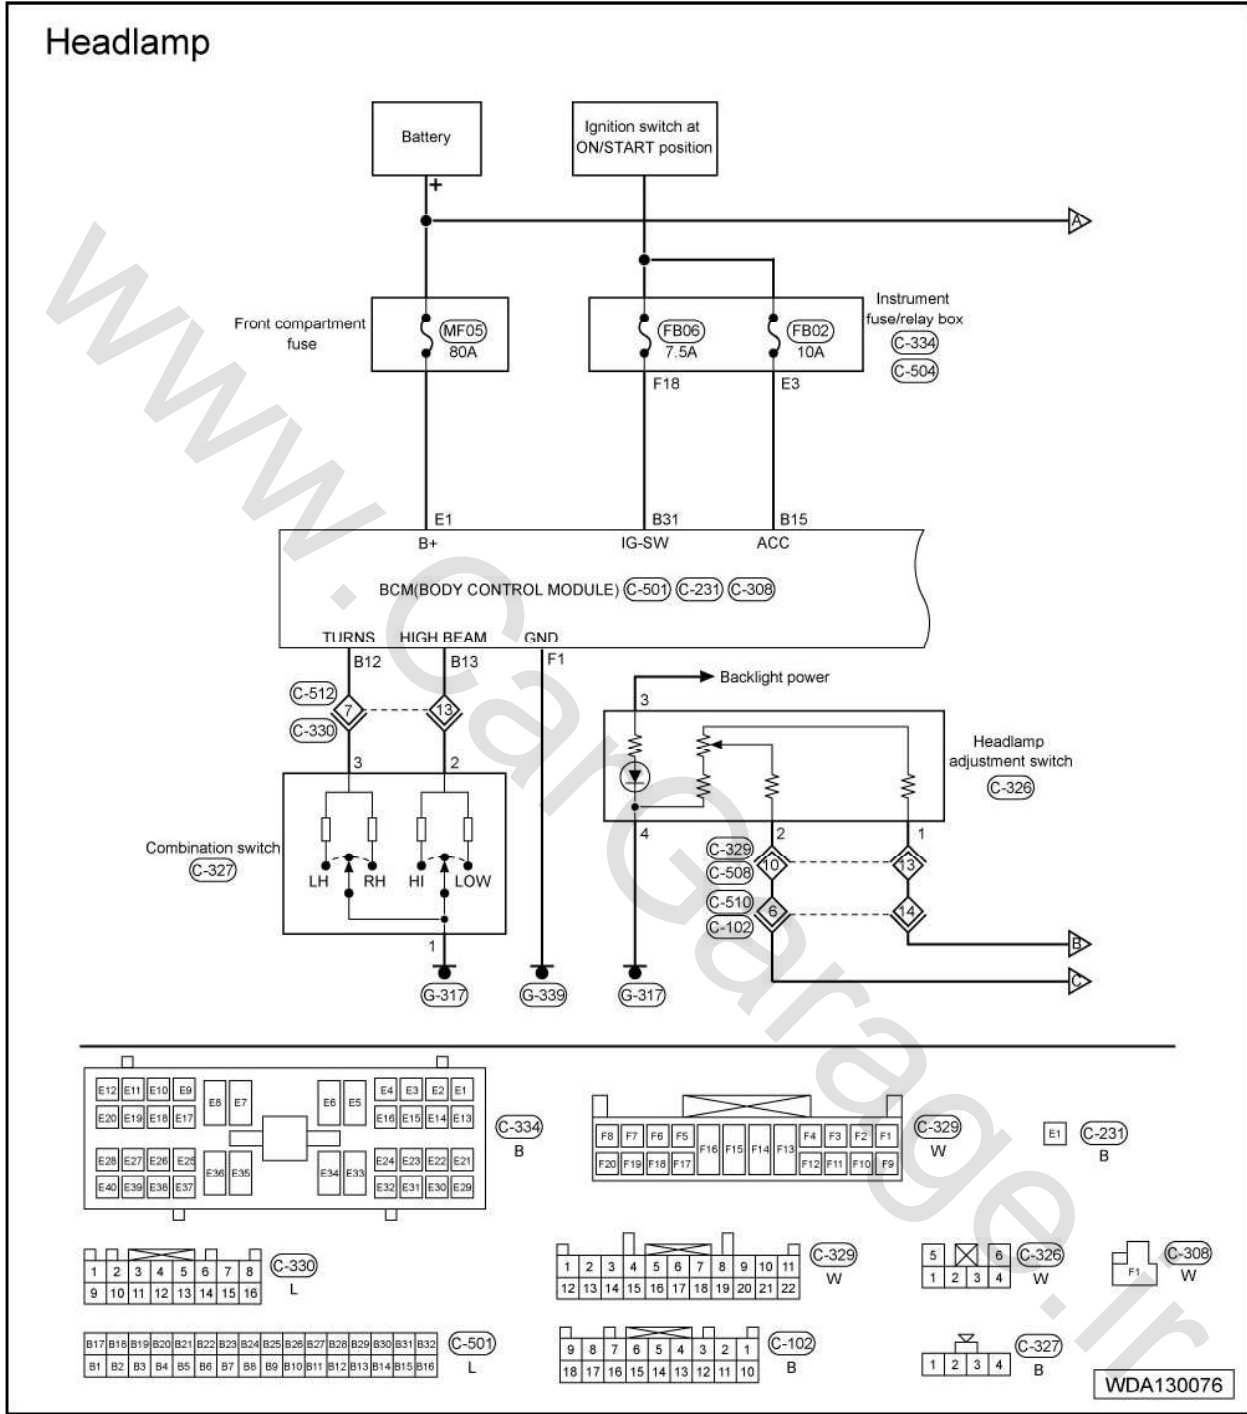 Headlamp
Battery
Ignition switch at
ON/START position
+
A
Front compartment
fuse
MF05
80A
FB06
7.5A
FB02
10A
Instrument
fuse/relay box
C-334
C-504
F18
E3
E1
B31
B15
B+
IG-SW
ACC
BCM(BODY CONTROL MODULE) C-501 C-231 C-308
TURNS HIGH BEAM GND
B12
B13
F1
C-512
C-330
7
13
3
2
Backlight power
3
Headlamp
adjustment switch
C-326
4
2
1
Combination switch
C-327
LH RH HI LOW
1
C-329
C-508
10
13
C-510
C-102
6
14
B
C
G-317
G-339
G-317
E12 E11 E10 E9 E8 E7 E6 E5 E4 E3 E2 E1
E20 E19 E18 E17 E16 E15 E14 E13
E28 E27 E26 E25 E36 E35 E34 E33 E24 E23 E22 E21
E40 E39 E38 E37 E32 E31 E30 E29
C-334
B
F8 F7 F6 F5 F16 F15 F14 F13 F4 F3 F2 F1
F20 F19 F18 F17 F12 F11 F10 F9
C-329
W
E1
C-231
B
1 2 3 4 5 6 7 8
9 10 11 12 13 14 15 16
C-330
L
1 2 3 4 5 6 7 8 9 10 11
12 13 14 15 16 17 18 19 20 21 22
C-329
W
5 6
1 2 3 4
C-326
W
F1
C-308
W
B17 B18 B19 B20 B21 B22 B23 B24 B25 B26 B27 B28 B29 B30 B31 B32
B1 B2 B3 B4 B5 B6 B7 B8 B9 B10 B11 B12 B13 B14 B15 B16
C-501
L
9 8 7 6 5 4 3 2 1
18 17 16 15 14 13 12 11 10
C-102
B
1 2 3 4
C-327
B
WDA130076
www.CarGarage.ir